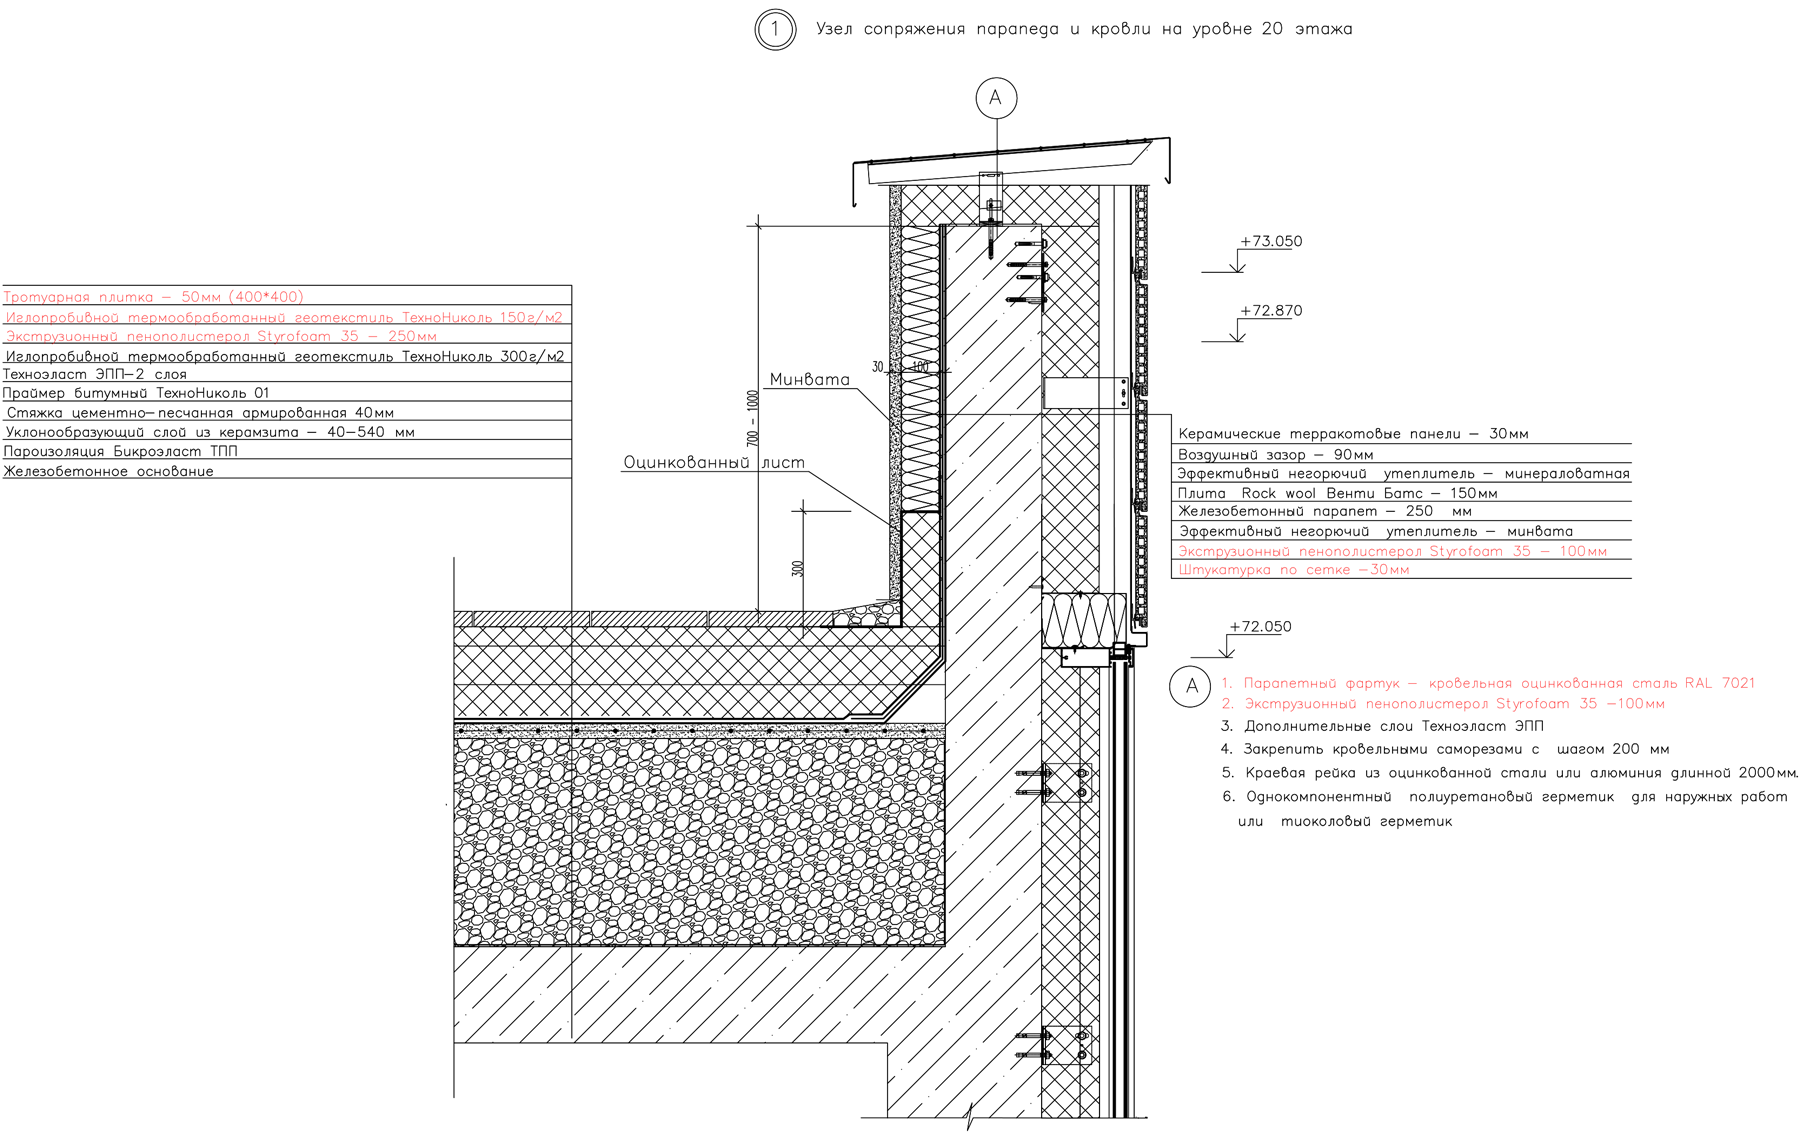 1 Узел сопряжения парапеда и кровли на уровне 20 этажа
А
+73.050
+72.870
Тротуарная плитка – 50мм (400*400)
Иглопробивной термообработанный геотекстиль ТехноНиколь 150г/м2
Экструзионный пенополистерол Styrofoam 35 – 250мм
Иглопробивной термообработанный геотекстиль ТехноНиколь 300г/м2
Техноэласт ЭПП–2 слоя
Праймер битумный ТехноНиколь 01
Стяжка цементно–песчанная армированная 40мм
Уклонообразующий слой из керамзита – 40–540 мм
Пароизоляция Бикроэласт ТПП
Железобетонное основание
30
100
Минвата
700 – 1000
Оцинкованный лист
300
Керамические терракотовые панели – 30мм
Воздушный зазор – 90мм
Эффективный негорючий утеплитель – минераловатная
Плита Rock wool Венти Батс – 150мм
Железобетонный парапет – 250 мм
Эффективный негорючий утеплитель – минвата
Экструзионный пенополистерол Styrofoam 35 – 100мм
Штукатурка по сетке –30мм
+72.050
А
1. Парапетный фартук – кровельная оцинкованная сталь RAL 7021
2. Экструзионный пенополистерол Styrofoam 35 –100мм
3. Дополнительные слои Техноэласт ЭПП
4. Закрепить кровельными саморезами с шагом 200 мм
5. Краевая рейка из оцинкованной стали или алюминия длинной 2000мм.
6. Однокомпонентный полиуретановый герметик для наружных работ
или тиоколовый герметик